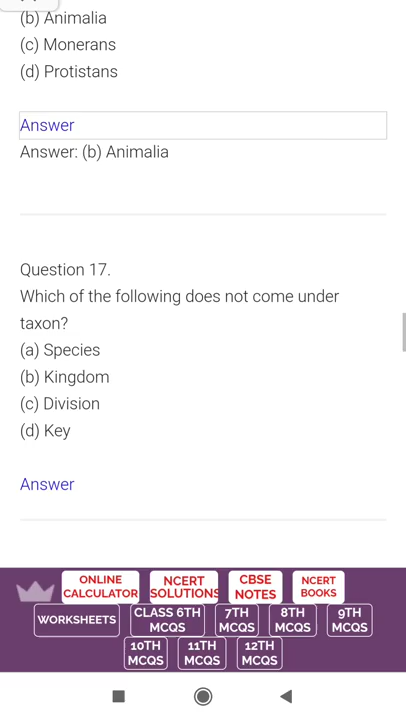 (b) Animalia
(c) Monerans
(d) Protistans
Answer
Answer: (b) Animalia
Question 17.
Which of the following does not come under
taxon?
(a) Species
(b) Kingdom
(c) Division
(d) Key
Answer
ONLINE
CALCULATOR
NCERT
SOLUTIONS
CBSE
NOTES
NCERT
BOOKS
WORKSHEETS
CLASS 6TH
MCQS
7TH
MCQS
8TH
MCQS
9TH
MCQS
10TH
MCQS
11TH
MCQS
12TH
MCQS